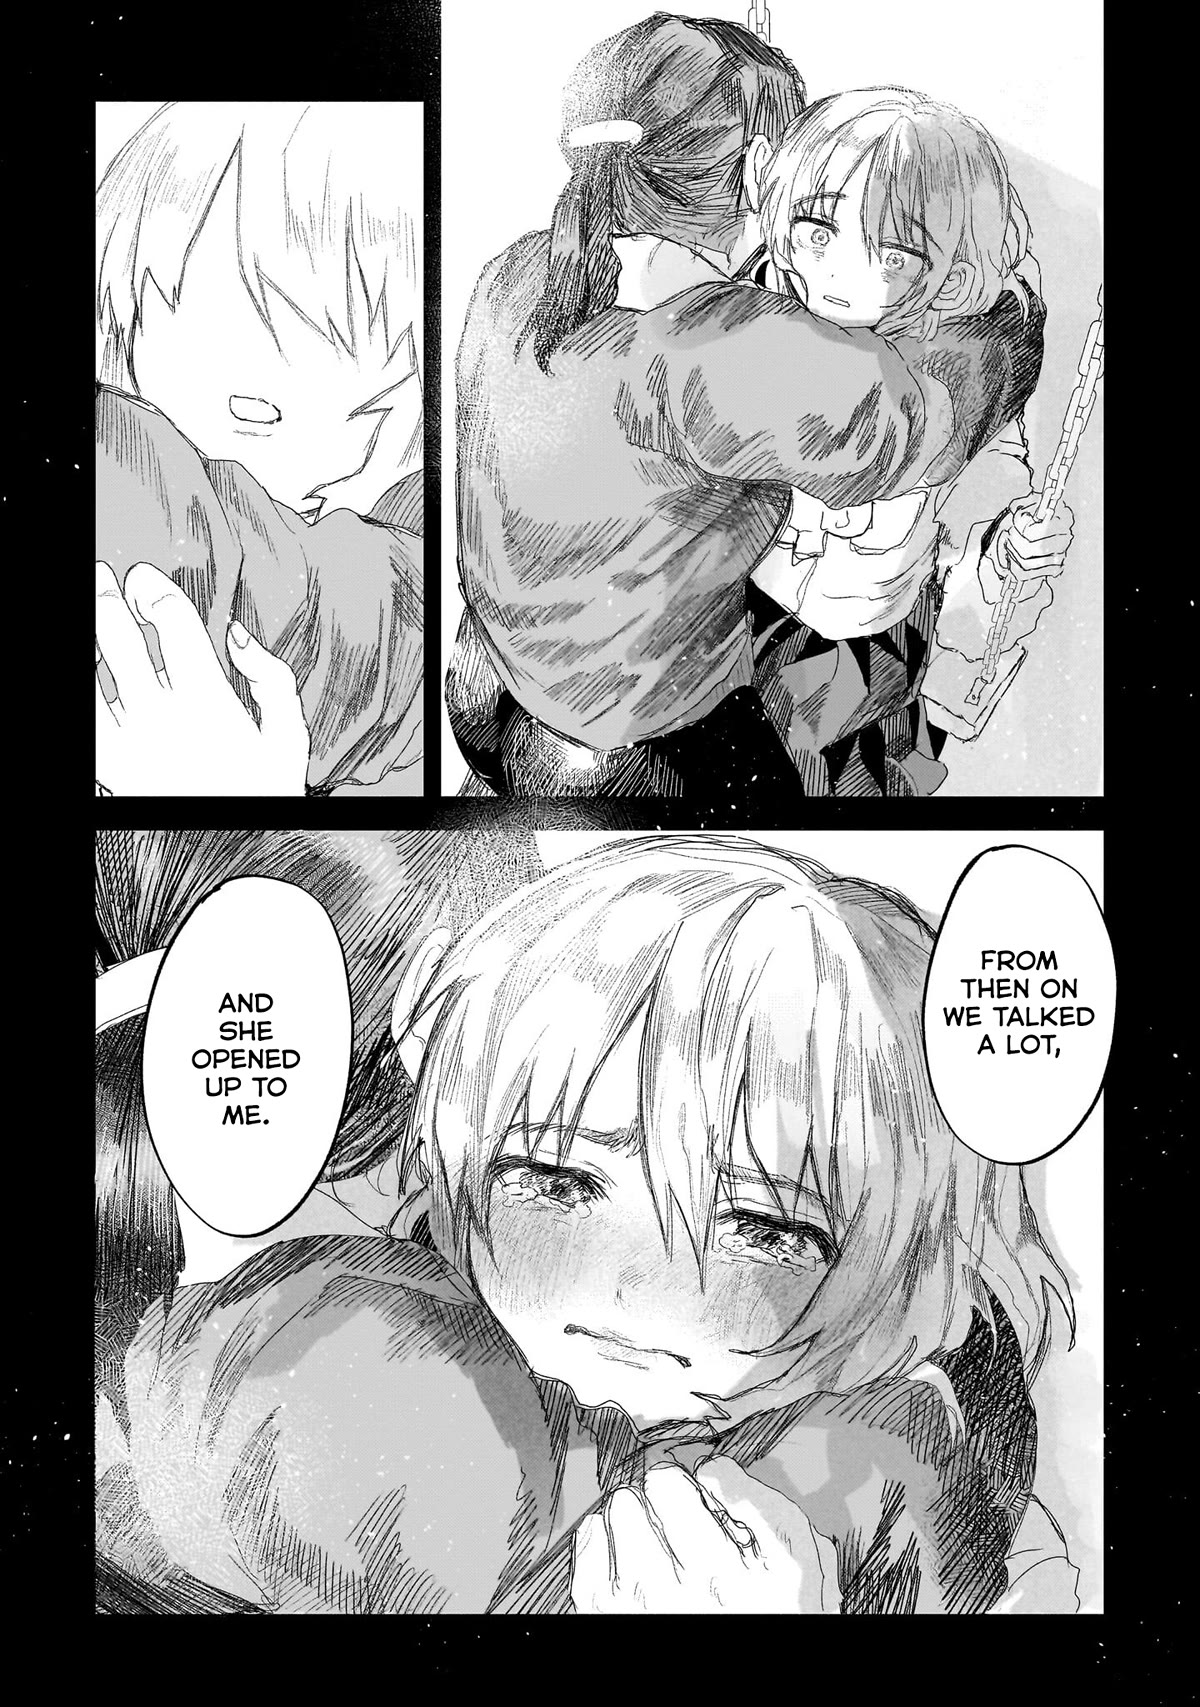 FROM
THEN ON
WE TALKED
A LOT,
AND
SHE
OPENED
UP TO
ME.